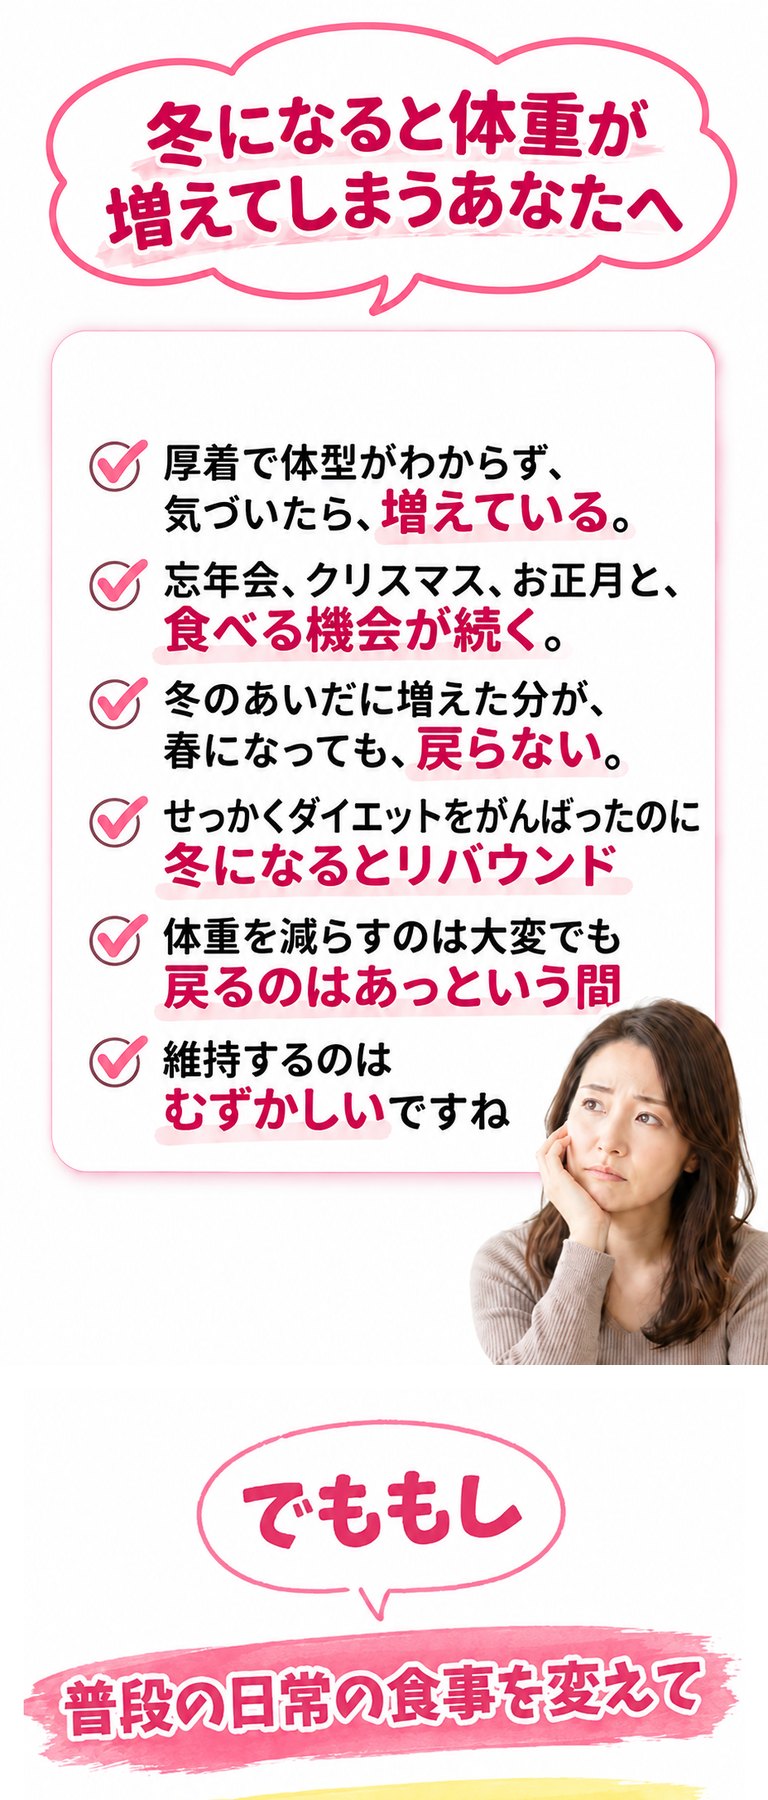 冬になると体重が
増えてしまうあなたへ
厚着で体型がわからず、
気づいたら、増えている。
忘年会、クリスマス、お正月と、
食べる機会が続く。
冬のあいだに増えた分が、
春になっても、戻らない。
せっかくダイエットをがんばったのに
冬になるとリバウンド
体重を減らすのは大変でも
戻るのはあっという間
維持するのは
むずかしいですね
でももし
普段の日常の食事を変えて